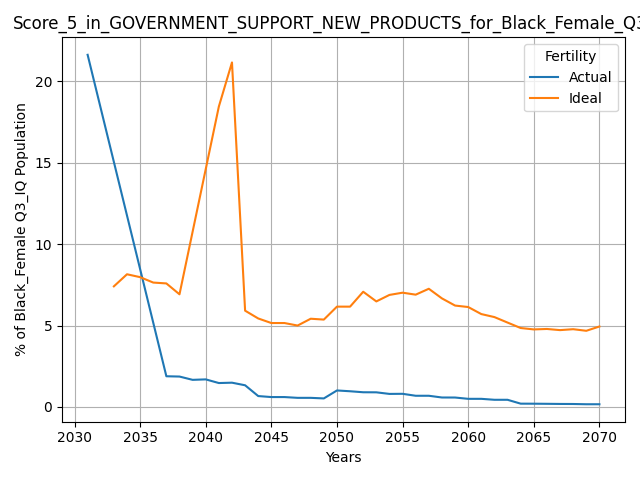 Score_5_in_GOVERNMENT_SUPPORT_NEW_PRODUCTS_for_Black_Female_Q3
Fertility
Actual
Ideal
% of Black_Female Q3_IQ Population
20
15
10
5
0
2030 2035 2040 2045 2050 2055 2060 2065 2070
Years